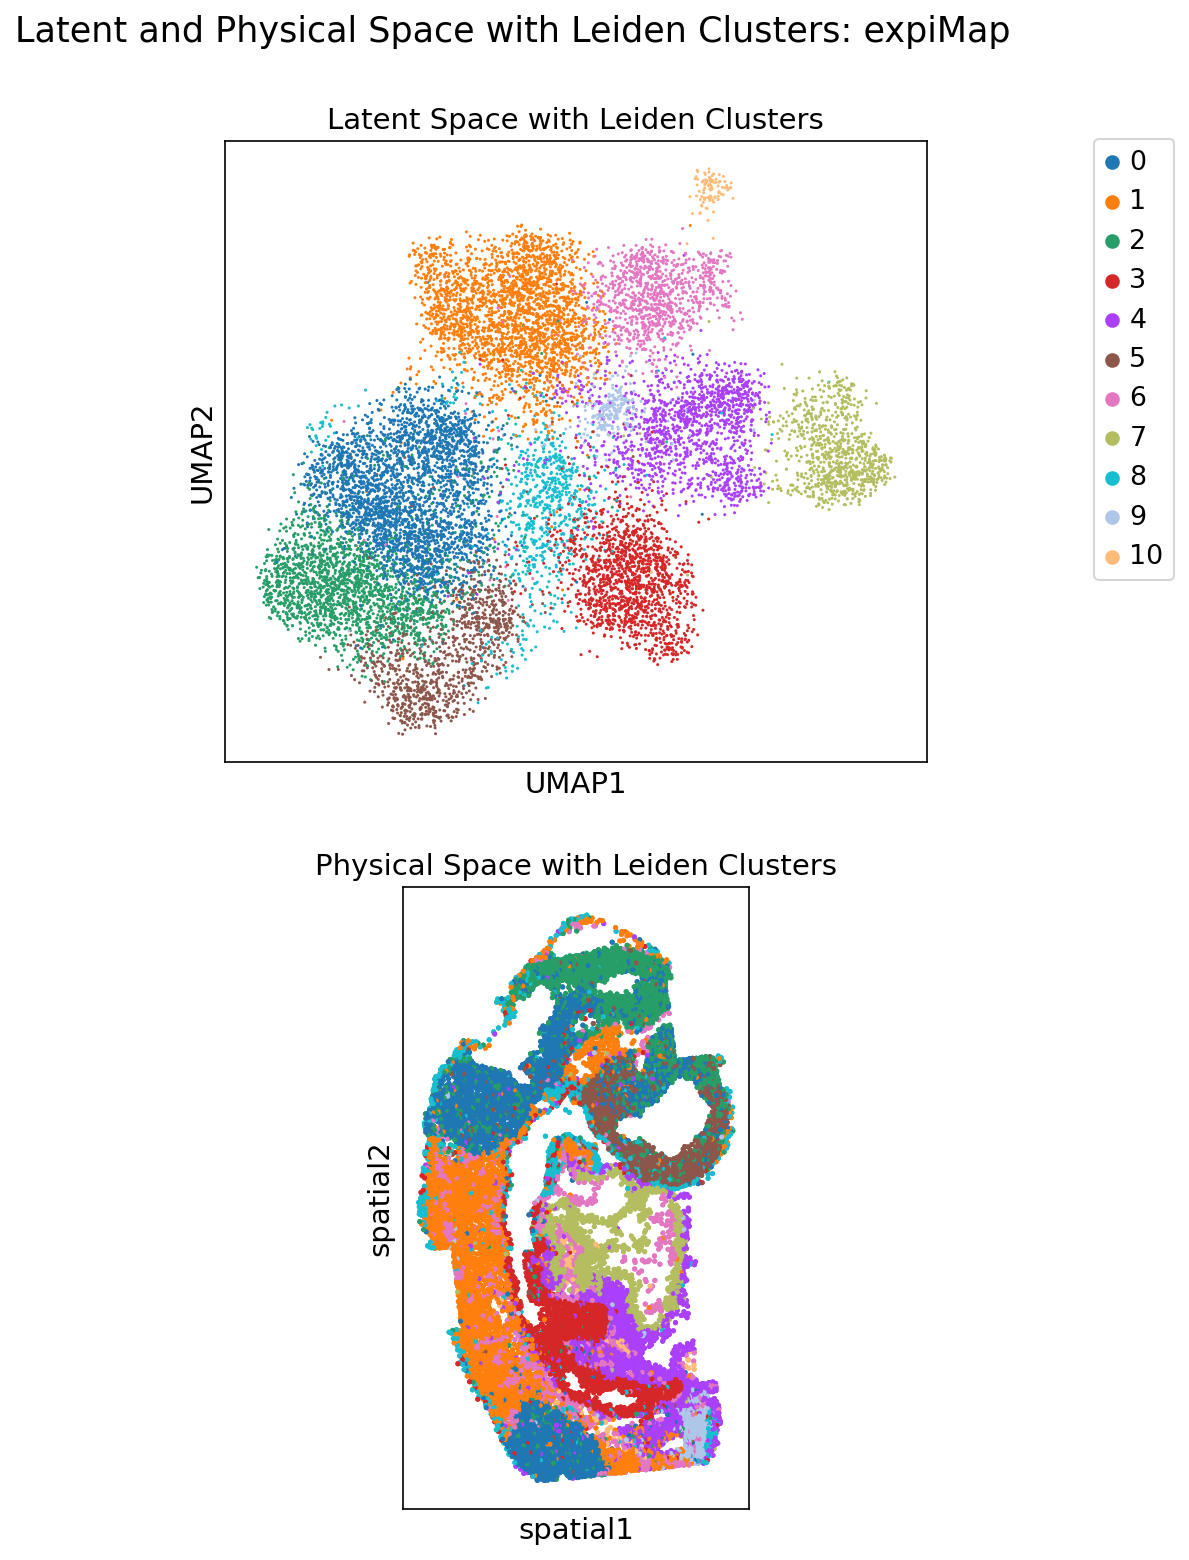 Latent and Physical Space with Leiden Clusters: expiMap
Latent Space with Leiden Clusters
UMAP2
UMAP1
0
1
2
3
4
5
6
7
8
9
10
Physical Space with Leiden Clusters
spatial2
spatial1